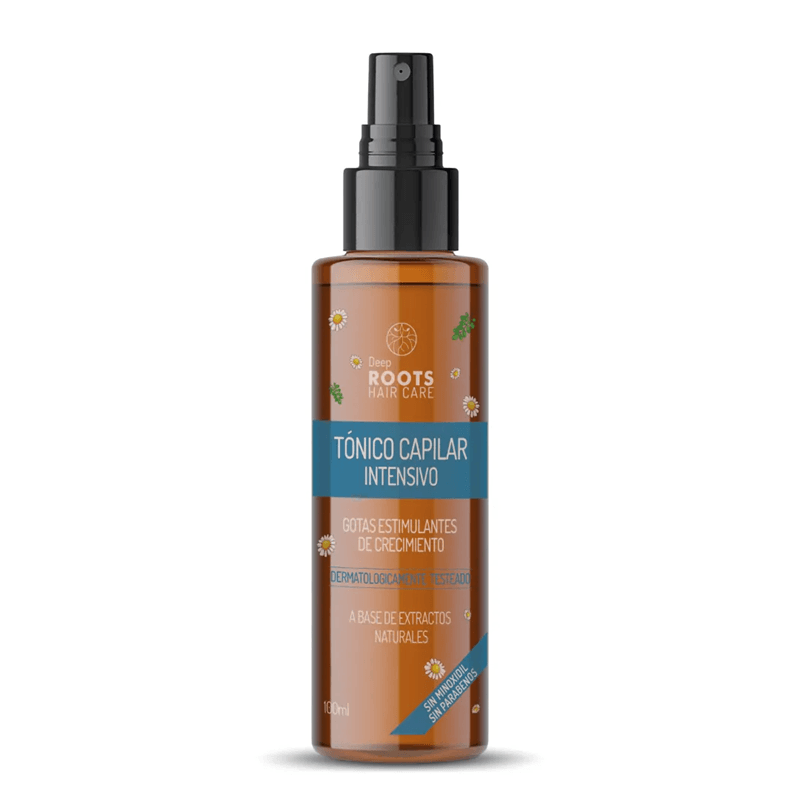 Deep
ROOTS
HAIR CARE
TÓNICO CAPILAR
INTENSIVO
GOTAS ESTIMULANTES
DE CRECIMIENTO
DERMATOLOGICAMENTE TESTEADO
A BASE DE EXTRACTOS
NATURALES
SIN MINOXIDIL
SIN PARABENOS
100ml